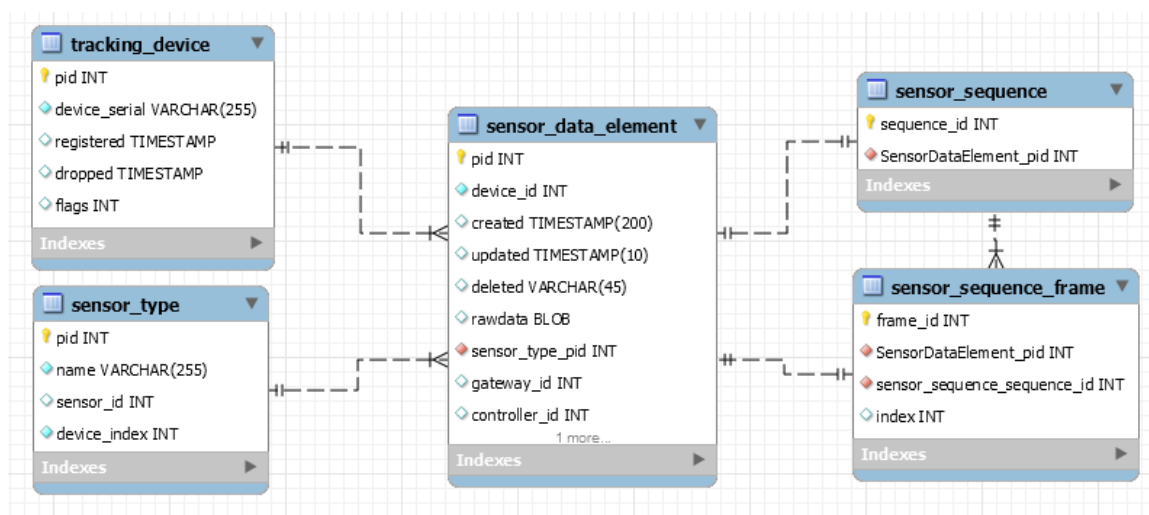 tracking_device
pid INT
device_serial VARCHAR(255)
registered TIMESTAMP
dropped TIMESTAMP
flags INT
Indexes
sensor_type
pid INT
name VARCHAR(255)
sensor_id INT
device_index INT
Indexes
sensor_data_element
pid INT
device_id INT
created TIMESTAMP(200)
updated TIMESTAMP(10)
deleted VARCHAR(45)
rawdata BLOB
sensor_type_pid INT
gateway_id INT
controller_id INT
1 more...
Indexes
sensor_sequence
sequence_id INT
SensorDataElement_pid INT
Indexes
sensor_sequence_frame
frame_id INT
SensorDataElement_pid INT
sensor_sequence_sequence_id INT
index INT
Indexes